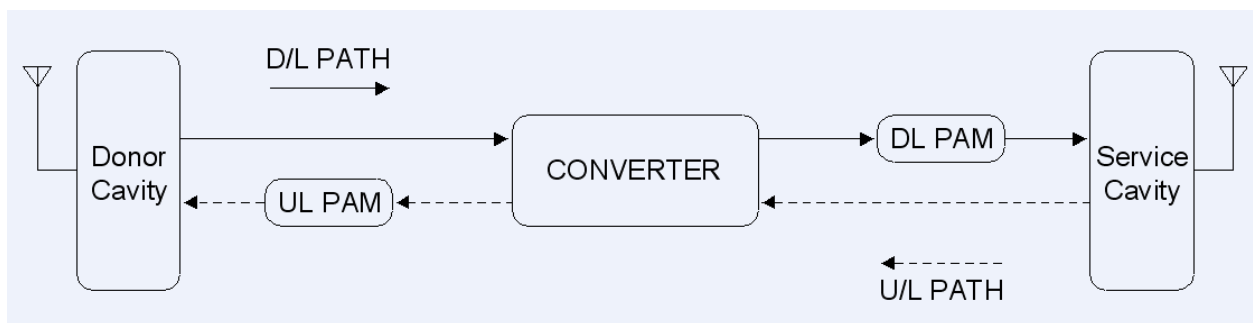 D/L PATH
Donor
Cavity
UL PAM
CONVERTER
DL PAM
Service
Cavity
U/L PATH